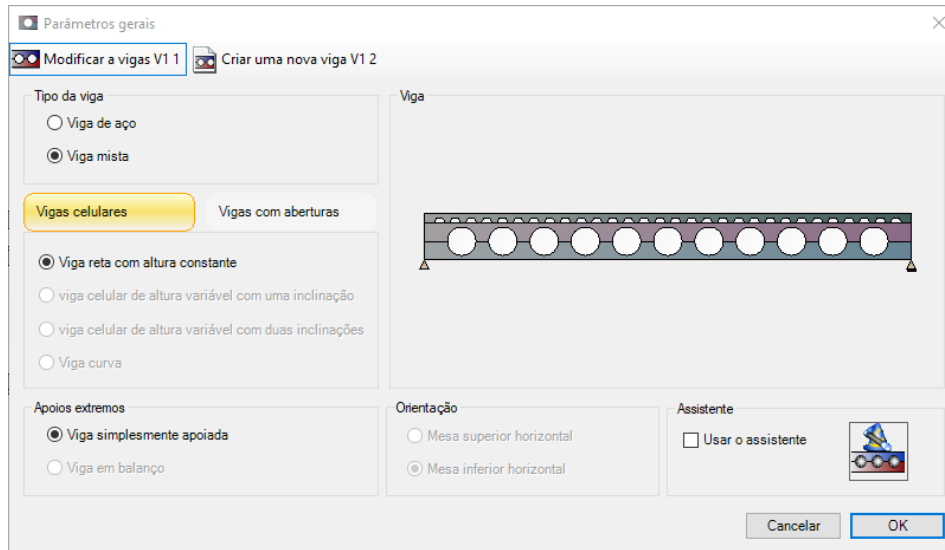 Parâmetros gerais
Modificar a vigas V1 1 Criar uma nova viga V1 2
Tipo da viga
Viga de aço
Viga mista
Vigas celulares Vigas com aberturas
Viga reta com altura constante
viga celular de altura variável com uma inclinação
viga celular de altura variável com duas inclinações
Viga curva
Viga
Apoios extremos
Viga simplesmente apoiada
Viga em balanço
Orientação
Mesa superior horizontal
Mesa inferior horizontal
Assistente
Usar o assistente
Cancelar OK